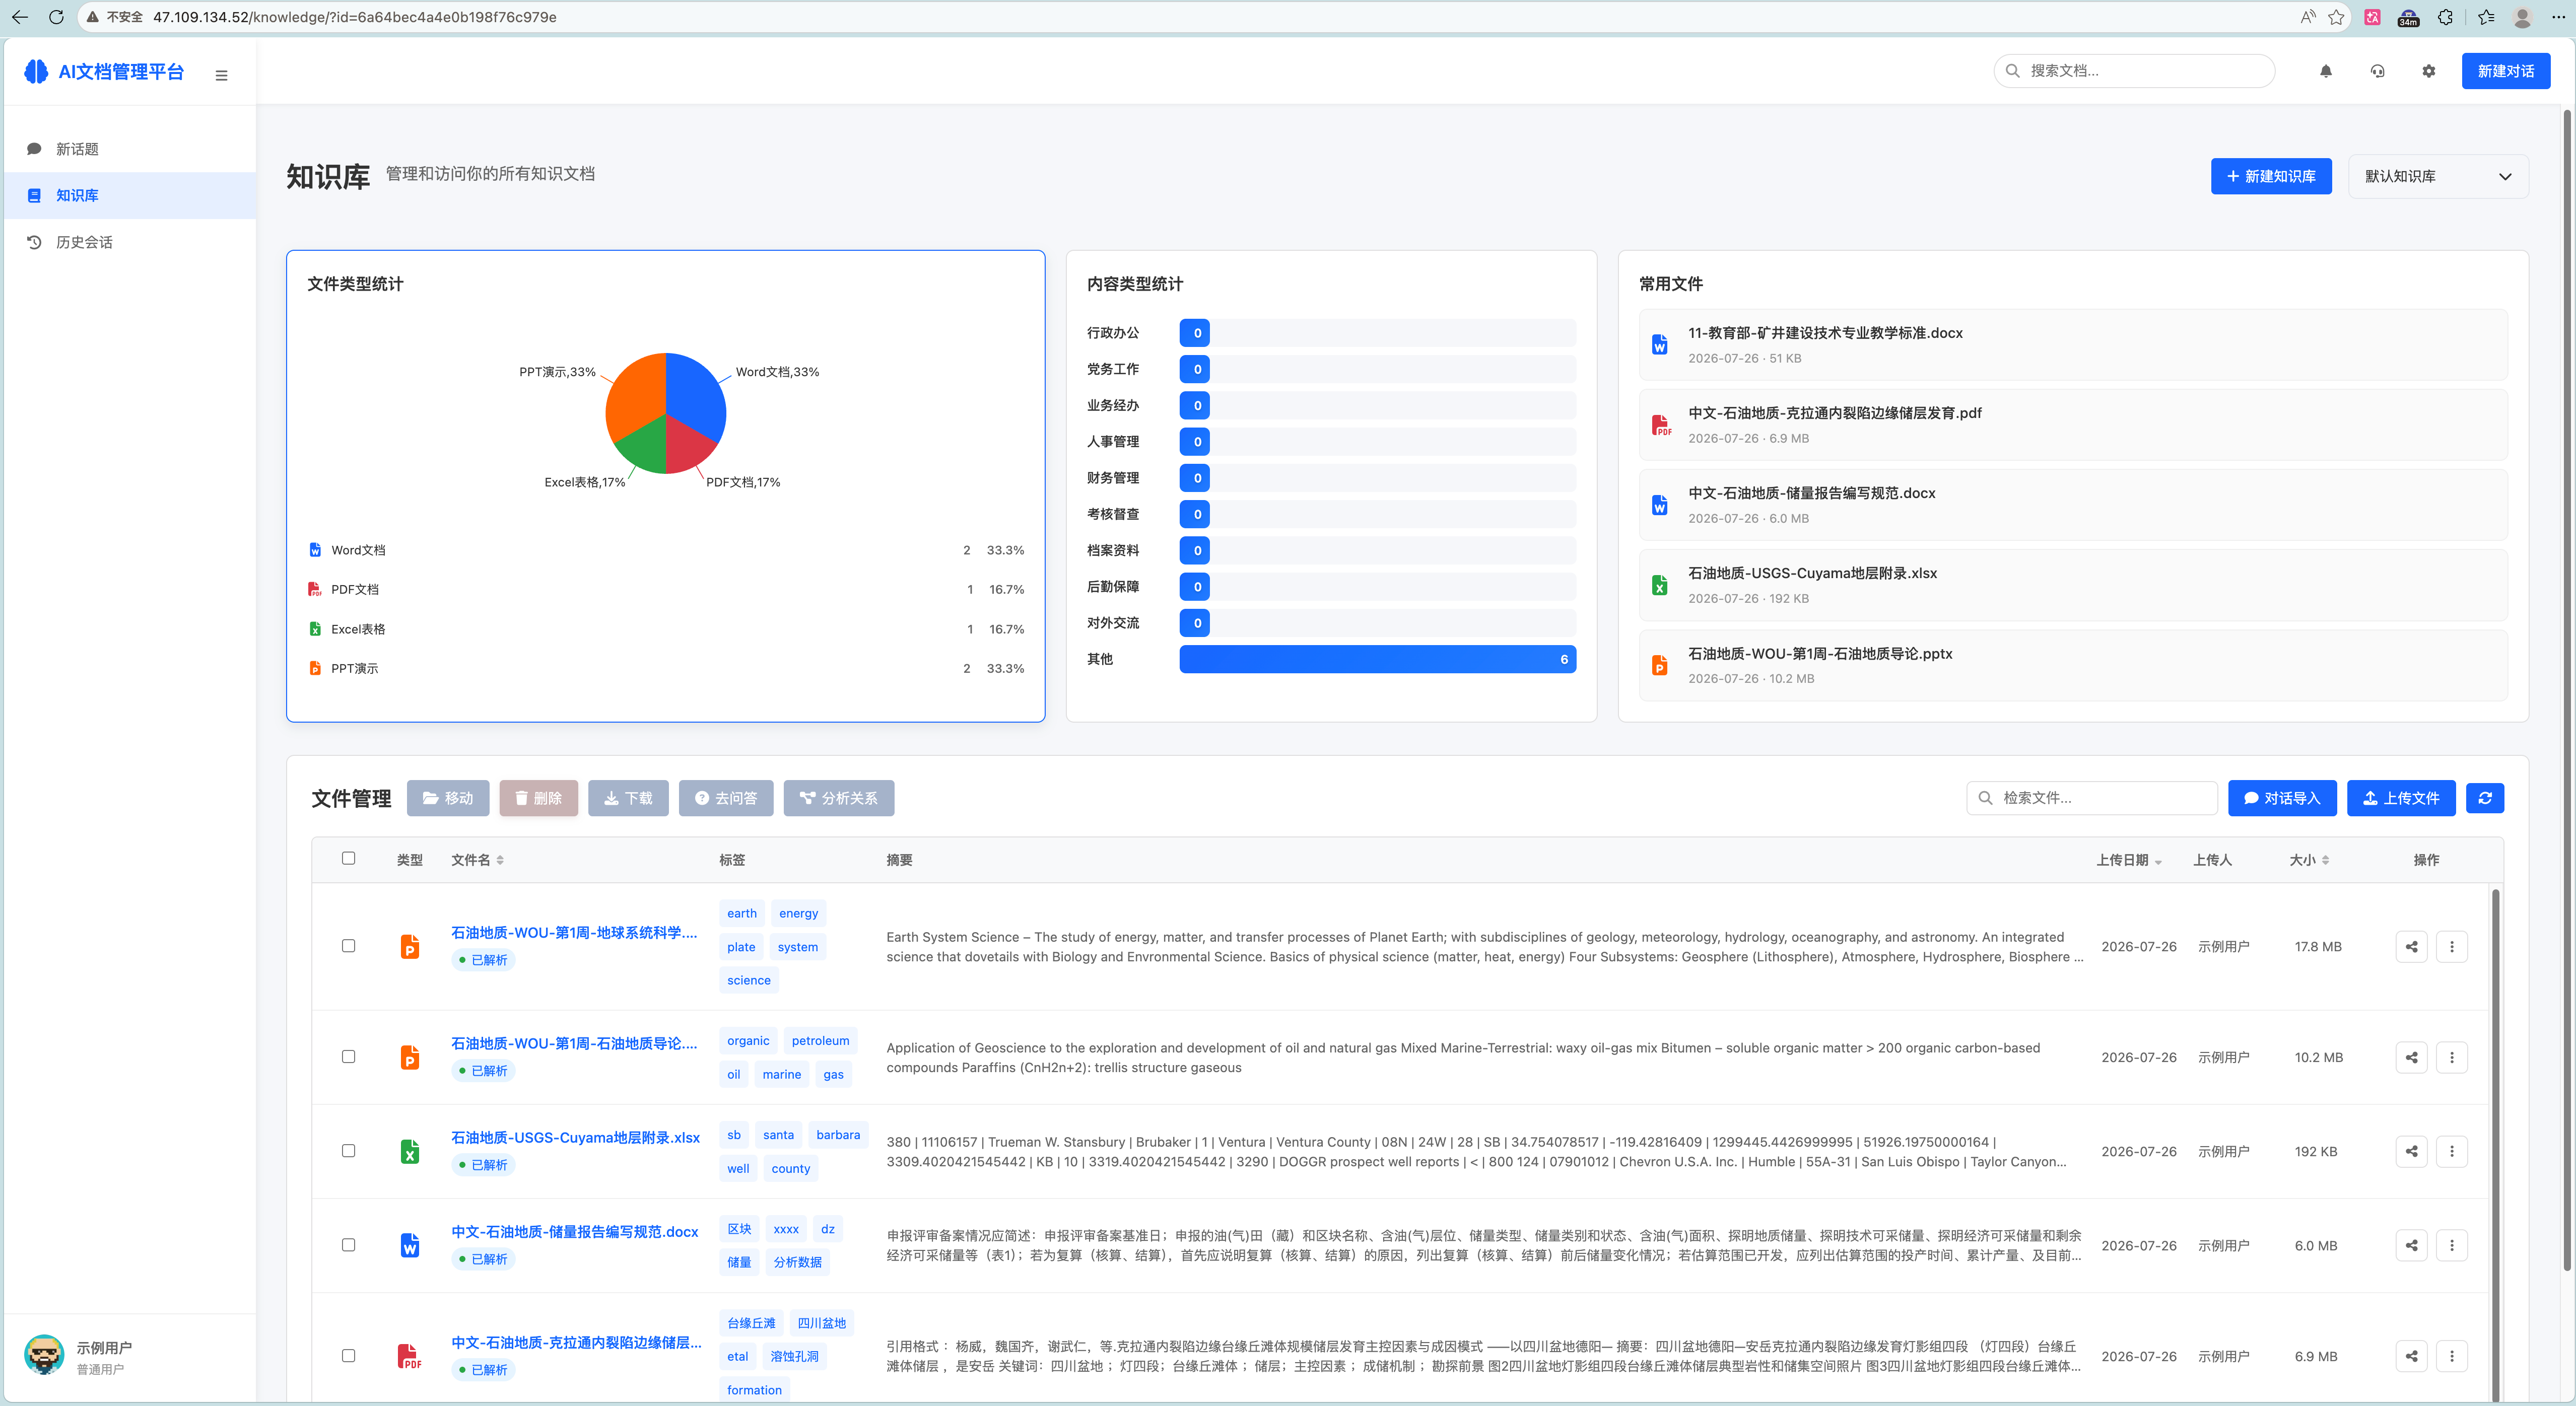 不安全 47.109.134.52/knowledge/?id=6a64bec4a4e0b198f76c979e
34m
AI文档管理平台
搜索文档...
新建对话
新话题
知识库
历史会话
知识库 管理和访问你的所有知识文档
新建知识库
默认知识库
文件类型统计
PPT演示,33%
Word文档,33%
Excel表格,17%
PDF文档,17%
Word文档 2 33.3%
PDF文档 1 16.7%
Excel表格 1 16.7%
PPT演示 2 33.3%
内容类型统计
行政办公 0
党务工作 0
业务经办 0
人事管理 0
财务管理 0
考核督查 0
档案资料 0
后勤保障 0
对外交流 0
其他 6
常用文件
11-教育部-矿井建设技术专业教学标准.docx
2026-07-26 · 51 KB
中文-石油地质-克拉通内裂陷边缘储层发育.pdf
2026-07-26 · 6.9 MB
中文-石油地质-储量报告编写规范.docx
2026-07-26 · 6.0 MB
石油地质-USGS-Cuyama地层附录.xlsx
2026-07-26 · 192 KB
石油地质-WOU-第1周-石油地质导论.pptx
2026-07-26 · 10.2 MB
文件管理 移动 删除 下载 去问答 分析关系
检索文件...
对话导入
上传文件
类型 文件名 标签 摘要 上传日期 上传人 大小 操作
石油地质-WOU-第1周-地球系统科学....
已解析
earth energy
plate system
science
Earth System Science – The study of energy, matter, and transfer processes of Planet Earth; with subdisciplines of geology, meteorology, hydrology, oceanography, and astronomy. An integrated
science that dovetails with Biology and Envronmental Science. Basics of physical science (matter, heat, energy) Four Subsystems: Geosphere (Lithosphere), Atmosphere, Hydrosphere, Biosphere ...
2026-07-26 示例用户 17.8 MB
石油地质-WOU-第1周-石油地质导论....
已解析
organic petroleum
oil marine gas
Application of Geoscience to the exploration and development of oil and natural gas Mixed Marine-Terrestrial: waxy oil-gas mix Bitumen – soluble organic matter > 200 organic carbon-based
compounds Paraffins (CnH2n+2): trellis structure gaseous
2026-07-26 示例用户 10.2 MB
石油地质-USGS-Cuyama地层附录.xlsx
已解析
sb santa barbara
well county
380 | 11106157 | Trueman W. Stansbury | Brubaker | 1 | Ventura | Ventura County | 08N | 24W | 28 | SB | 34.754078517 | -119.42816409 | 1299445.4426999995 | 51926.19750000164 |
3309.4020421545442 | KB | 10 | 3319.4020421545442 | 3290 | DOGGR prospect well reports | < | 800 124 | 07901012 | Chevron U.S.A. Inc. | Humble | 55A-31 | San Luis Obispo | Taylor Canyon...
2026-07-26 示例用户 192 KB
中文-石油地质-储量报告编写规范.docx
已解析
区块 xxxx dz
储量 分析数据
申报评审备案情况应简述：申报评审备案基准日；申报的油(气)田（藏）和区块名称、含油(气)层位、储量类型、储量类别和状态、含油(气)面积、探明地质储量、探明技术可采储量、探明经济可采储量和剩余
经济可采储量等（表1）；若为复算（核算、结算），首先应说明复算（核算、结算）的原因，列出复算（核算、结算）前后储量变化情况；若估算范围已开发，应列出估算范围的投产时间、累计产量、及目前...
2026-07-26 示例用户 6.0 MB
中文-石油地质-克拉通内裂陷边缘储层...
已解析
台缘丘滩 四川盆地
etal 溶蚀孔洞
formation
引用格式： 杨威，魏国齐，谢武仁，等.克拉通内裂陷边缘台缘丘滩体规模储层发育主控因素与成因模式 ——以四川盆地德阳— 摘要：四川盆地德阳—安岳克拉通内裂陷边缘发育灯影组四段 （灯四段）台缘丘
滩体储层 ，是安岳 关键词：四川盆地 ；灯四段；台缘丘滩体 ；储层；主控因素 ；成储机制 ；勘探前景 图2四川盆地灯影组四段台缘丘滩体储层典型岩性和储集空间照片 图3四川盆地灯影组四段台缘丘滩体...
2026-07-26 示例用户 6.9 MB
示例用户
普通用户